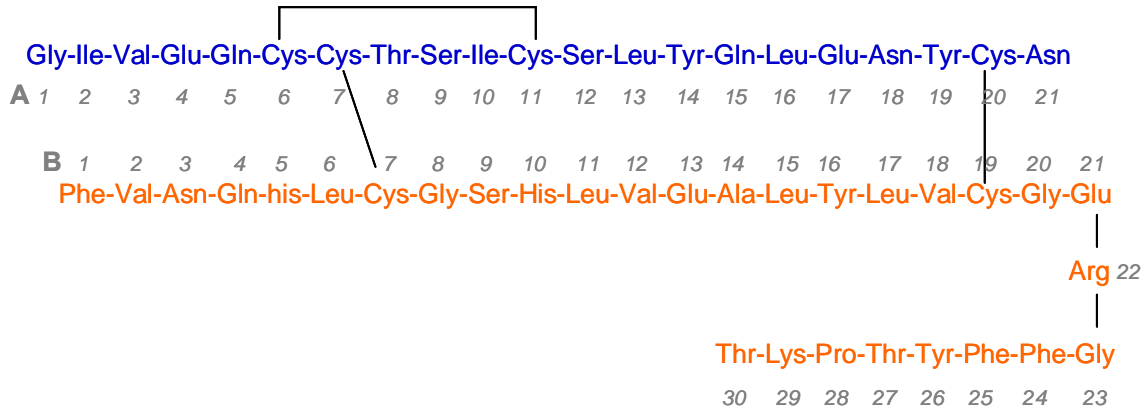 Gly-Ile-Val-Glu-Gln-Cys-Cys-Thr-Ser-Ile-Cys-Ser-Leu-Tyr-Gln-Leu-Glu-Asn-Tyr-Cys-Asn
A 1 2 3 4 5 6 7 8 9 10 11 12 13 14 15 16 17 18 19 20 21
B 1 2 3 4 5 6 7 8 9 10 11 12 13 14 15 16 17 18 19 20 21
Phe-Val-Asn-Gln-his-Leu-Cys-Gly-Ser-His-Leu-Val-Glu-Ala-Leu-Tyr-Leu-Val-Cys-Gly-Glu
Arg 22
Thr-Lys-Pro-Thr-Tyr-Phe-Phe-Gly
30 29 28 27 26 25 24 23